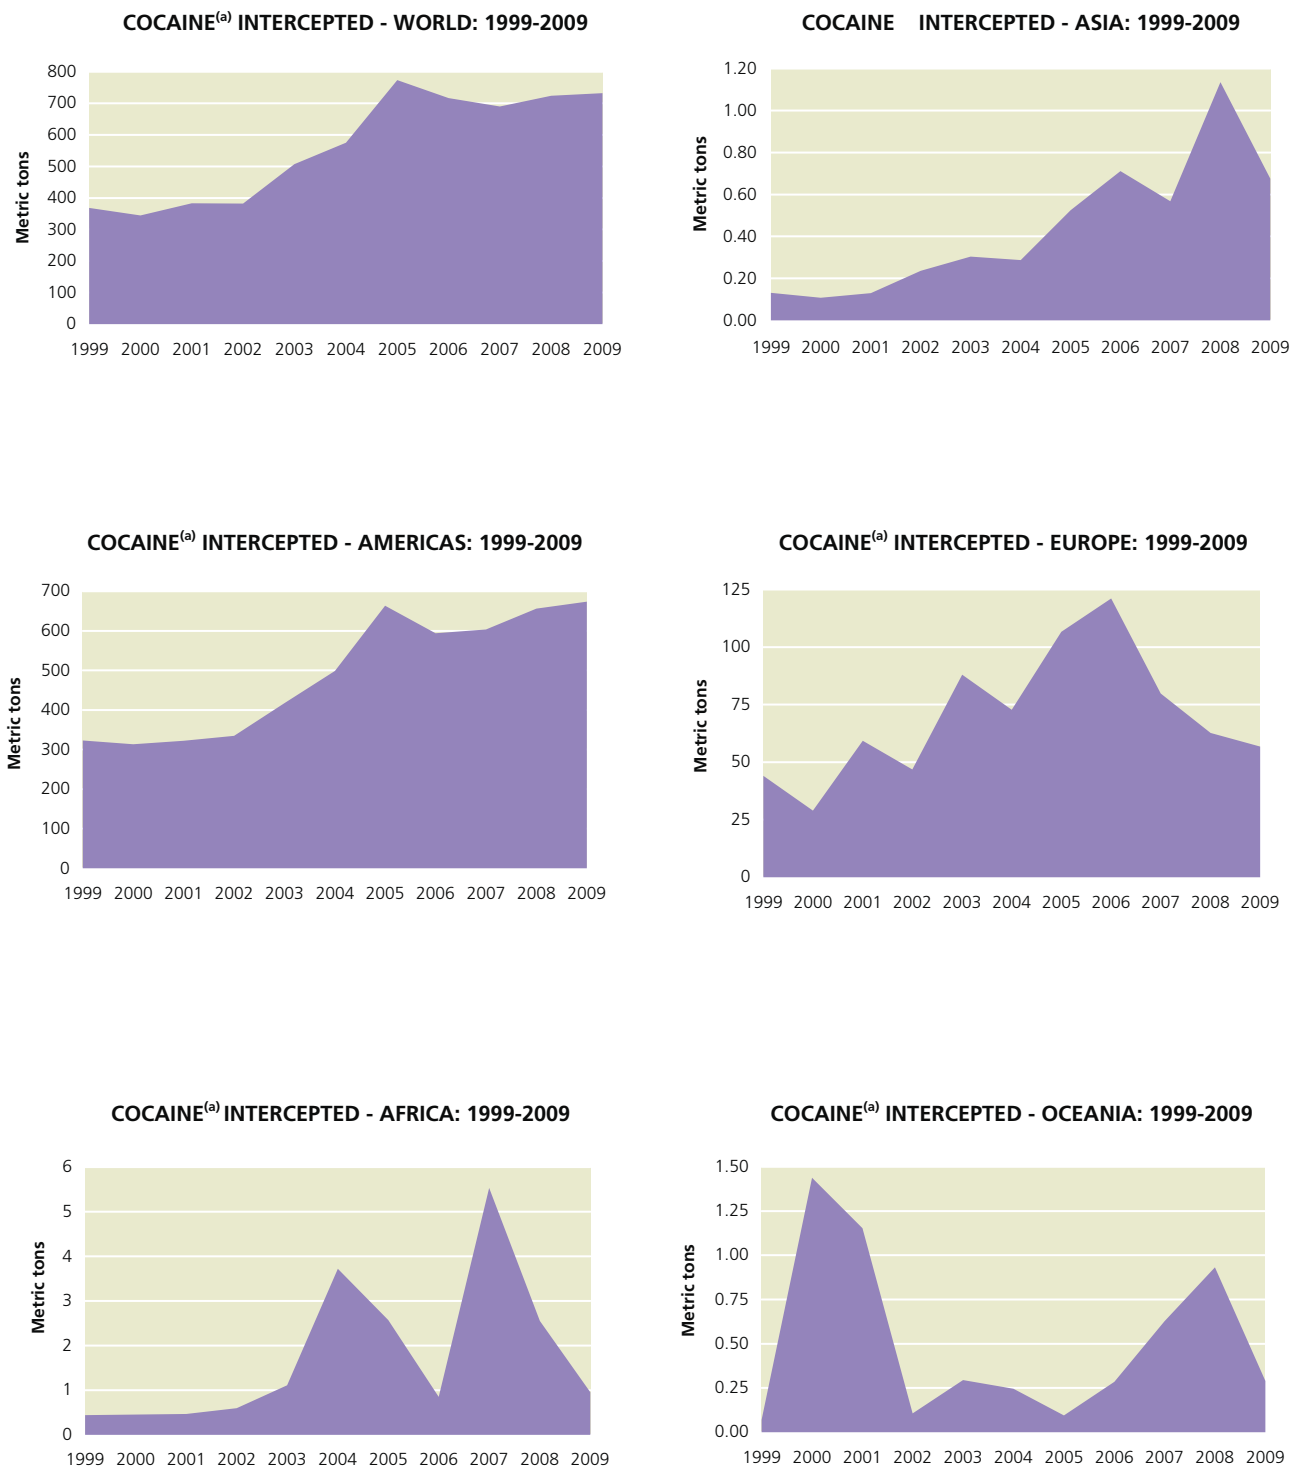 COCAINE(a) INTERCEPTED - WORLD: 1999-2009
Metric tons
800
700
600
500
400
300
200
100
0
1999 2000 2001 2002 2003 2004 2005 2006 2007 2008 2009
COCAINE INTERCEPTED - ASIA: 1999-2009
Metric tons
1.20
1.00
0.80
0.60
0.40
0.20
0.00
1999 2000 2001 2002 2003 2004 2005 2006 2007 2008 2009
COCAINE(a) INTERCEPTED - AMERICAS: 1999-2009
Metric tons
700
600
500
400
300
200
100
0
1999 2000 2001 2002 2003 2004 2005 2006 2007 2008 2009
COCAINE(a) INTERCEPTED - EUROPE: 1999-2009
Metric tons
125
100
75
50
25
0
1999 2000 2001 2002 2003 2004 2005 2006 2007 2008 2009
COCAINE(a) INTERCEPTED - AFRICA: 1999-2009
Metric tons
6
5
4
3
2
1
0
1999 2000 2001 2002 2003 2004 2005 2006 2007 2008 2009
COCAINE(a) INTERCEPTED - OCEANIA: 1999-2009
Metric tons
1.50
1.25
1.00
0.75
0.50
0.25
0.00
1999 2000 2001 2002 2003 2004 2005 2006 2007 2008 2009